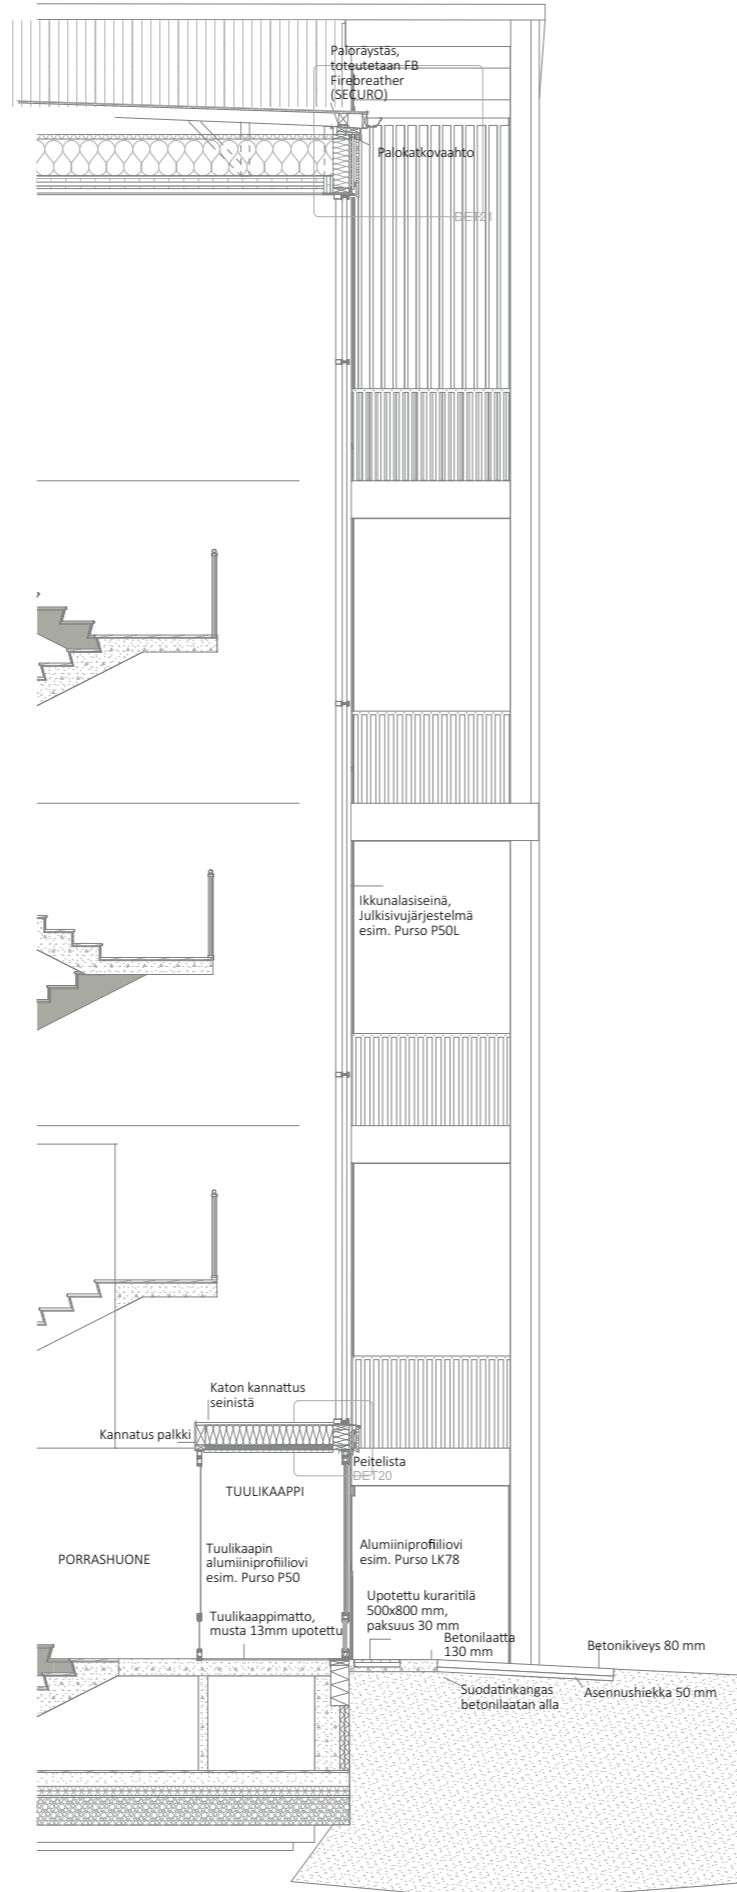 Paloräystäs,
toteutetaan FB
Firebreather
(SECURO)
Palokatkovaahto
DET21
Ikkunalasiseinä,
Julkisivujärjestelmä
esim. Purso P50L
Katon kannattus
seinistä
Kannatus palkki
Peitelista
DET20
TUULIKAAPPI
PORRASHUONE
Tuulikaapin
alumiiniprofiiliovi
esim. Purso P50
Alumiiniprofiiliovi
esim. Purso LK78
Tuulikaappimatto,
musta 13mm upotettu
Upotettu kuraritilä
500x800 mm,
paksuus 30 mm
Betonilaatta
130 mm
Betonikiveys 80 mm
Suodatinkangas
betonilaatan alla
Asennushiekka 50 mm